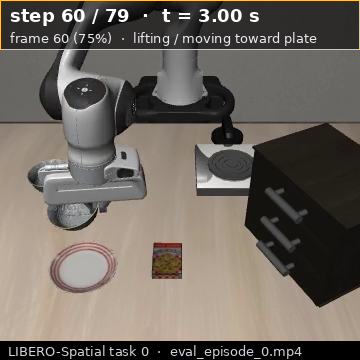 step 60 / 79 · t = 3.00 s
frame 60 (75%) · lifting / moving toward plate
LIBERO-Spatial task 0 · eval_episode_0.mp4